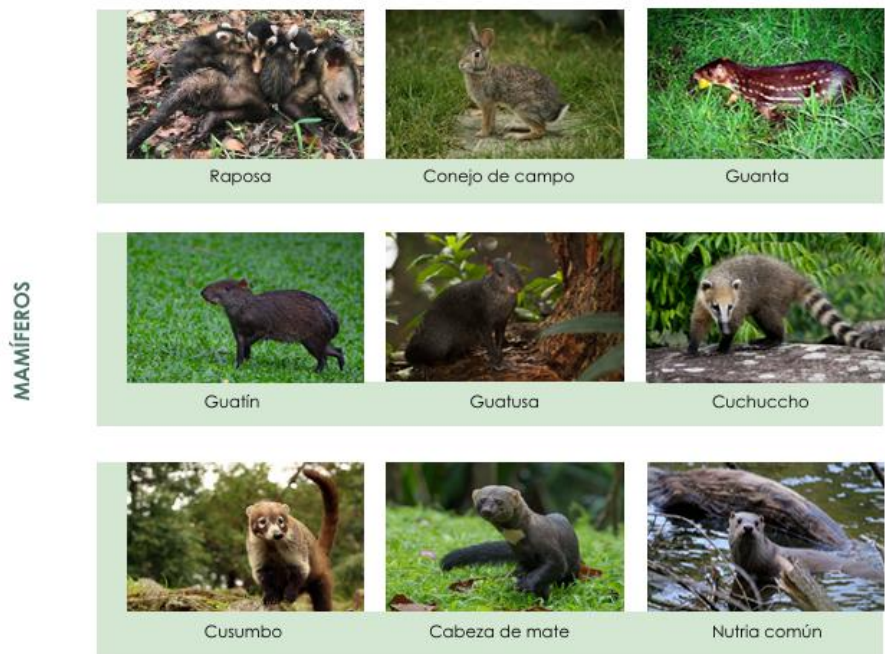 MAMÍFEROS
Raposa
Conejo de campo
Guanta
Guatín
Guatusa
Cuchuccho
Cusumbo
Cabeza de mate
Nutria común